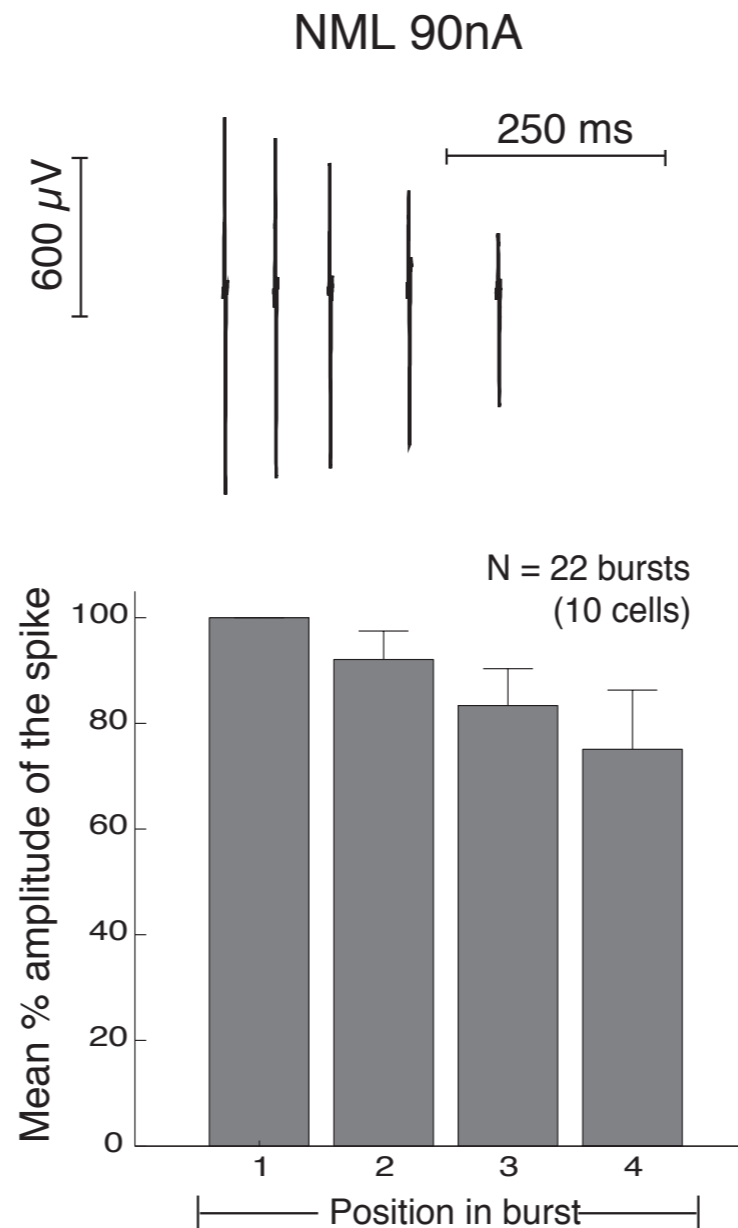 NML 90nA
250 ms
600 μV
N = 22 bursts
(10 cells)
Mean % amplitude of the spike
100
80
60
40
20
0
1 2 3 4
Position in burst